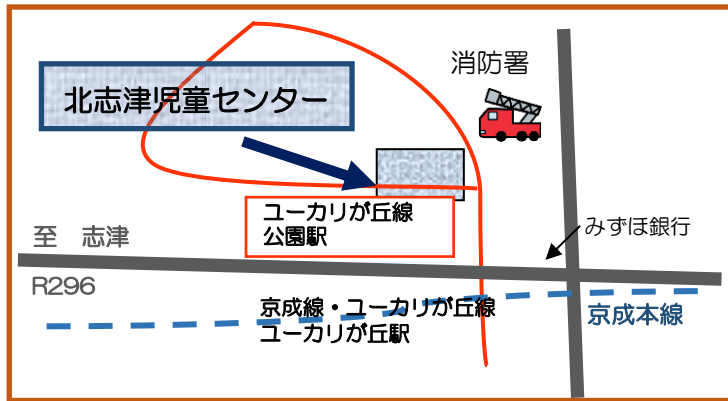 消防署
北志津児童センター
ユーカリが丘線
公園駅
みずほ銀行
至　志津
R296
京成線・ユーカリが丘線
ユーカリが丘駅
京成本線